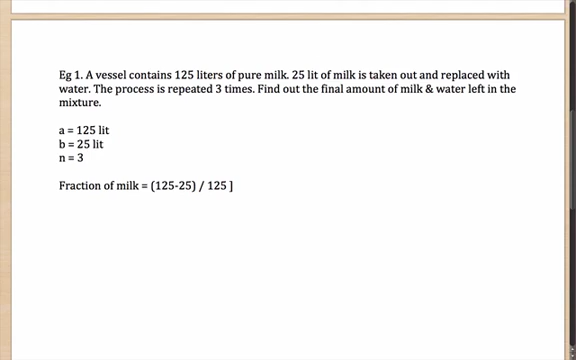 Eg 1. A vessel contains 125 liters of pure milk. 25 lit of milk is taken out and replaced with
water. The process is repeated 3 times. Find out the final amount of milk & water left in the
mixture.
a = 125 lit
b = 25 lit
n = 3
Fraction of milk = (125-25) / 125 ]